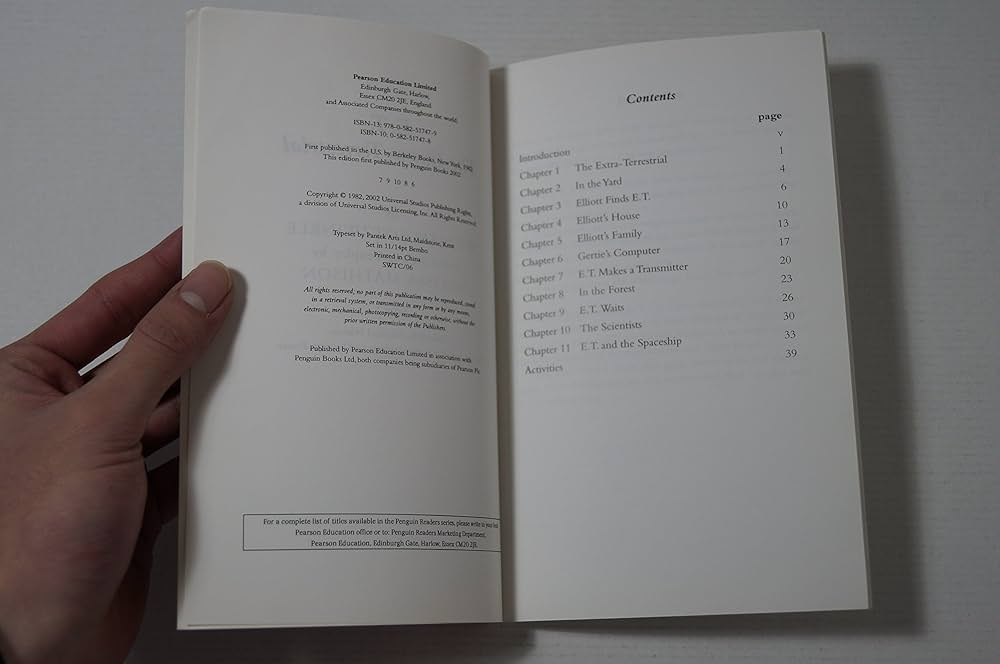 Pearson Education Limited
Edinburgh Gate, Harlow,
Essex CM20 2JE, England
and Associated Companies throughout the world.
ISBN-13: 978-0-582-51747-9
ISBN-10: 0-582-51747-8
First published in the U.S. by Berkeley Books, New York, 1982
This edition first published by Penguin Books 2002
7 9 10 8 6
Copyright © 1982, 2002 Universal Studios Publishing Rights,
a division of Universal Studios Licensing, Inc. All Rights Reserved
Typeset by Pantek Arts Ltd, Maidstone, Kent
Set in 11/14pt Bembo
Printed in China
SWTC/06
All rights reserved; no part of this publication may be reproduced, stored
in a retrieval system, or transmitted in any form or by any means,
electronic, mechanical, photocopying, recording or otherwise, without the
prior written permission of the Publishers.
Published by Pearson Education Limited in association with
Penguin Books Ltd, both companies being subsidiaries of Pearson Plc
For a complete list of titles available in the Penguin Readers series, please write to your local
Pearson Education office or to: Penguin Readers Marketing Department,
Pearson Education, Edinburgh Gate, Harlow, Essex CM20 2JE.
Contents
page
Introduction v
Chapter 1 The Extra-Terrestrial 1
Chapter 2 In the Yard 4
Chapter 3 Elliott Finds E.T. 6
Chapter 4 Elliott's House 10
Chapter 5 Elliott's Family 13
Chapter 6 Gertie's Computer 17
Chapter 7 E.T. Makes a Transmitter 20
Chapter 8 In the Forest 23
Chapter 9 E.T. Waits 26
Chapter 10 The Scientists 30
Chapter 11 E.T. and the Spaceship 33
Activities 39